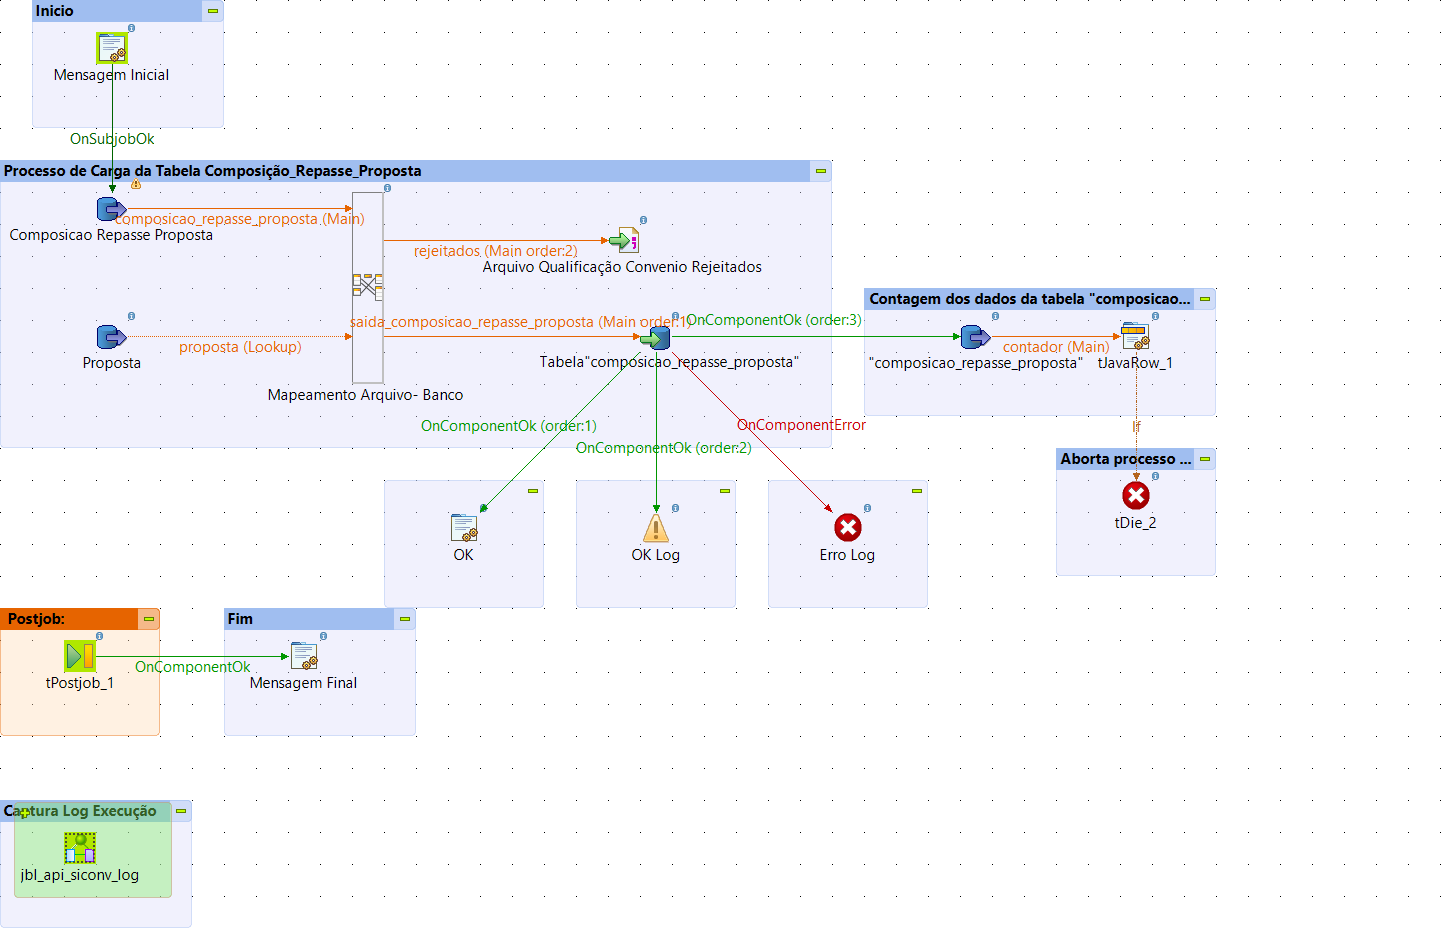 Inicio
Mensagem Inicial
OnSubjobOk
Processo de Carga da Tabela Composição_Repasse_Proposta
composicao_repasse_proposta (Main)
Composicao Repasse Proposta
rejeitados (Main order:2)
Arquivo Qualificação Convenio Rejeitados
Contagem dos dados da tabela "composicao...
saida_composicao_repasse_proposta (Main order:1)
OnComponentOk (order:3)
proposta (Lookup)
contador (Main)
Proposta
Tabela"composicao_repasse_proposta"
"composicao_repasse_proposta"
tJavaRow_1
Mapeamento Arquivo- Banco
OnComponentOk (order:1)
OnComponentError
If
OnComponentOk (order:2)
Aborta processo ...
tDie_2
OK
OK Log
Erro Log
Postjob:
Fim
OnComponentOk
tPostjob_1
Mensagem Final
Captura Log Execução
jbl_api_siconv_log